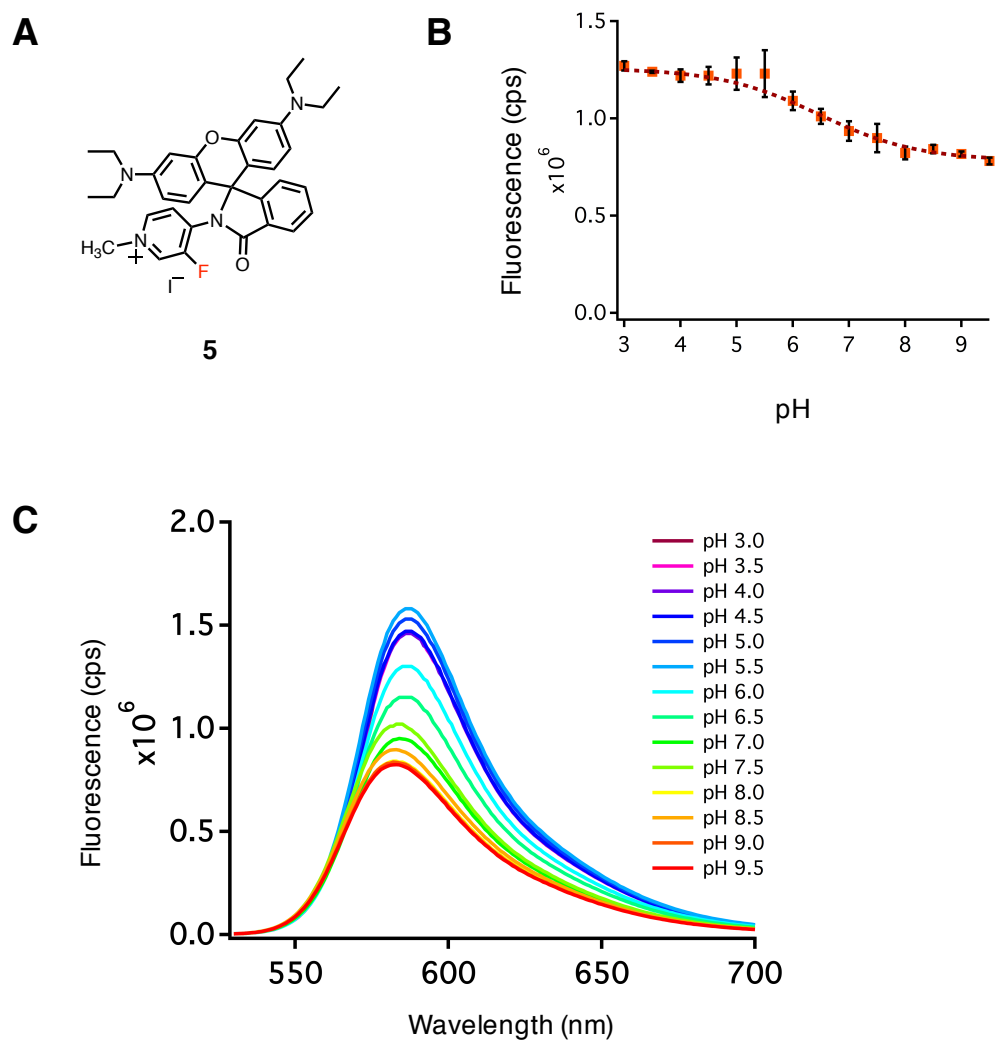 A
N
O
N
N
O
H₃C
N
+
F
I⁻
5
B
1.5
1.0
0.5
0.0
Fluorescence (cps)
x10⁶
3 4 5 6 7 8 9
pH
C
2.0
1.5
1.0
0.5
0.0
Fluorescence (cps)
x10⁶
550 600 650 700
Wavelength (nm)
pH 3.0
pH 3.5
pH 4.0
pH 4.5
pH 5.0
pH 5.5
pH 6.0
pH 6.5
pH 7.0
pH 7.5
pH 8.0
pH 8.5
pH 9.0
pH 9.5